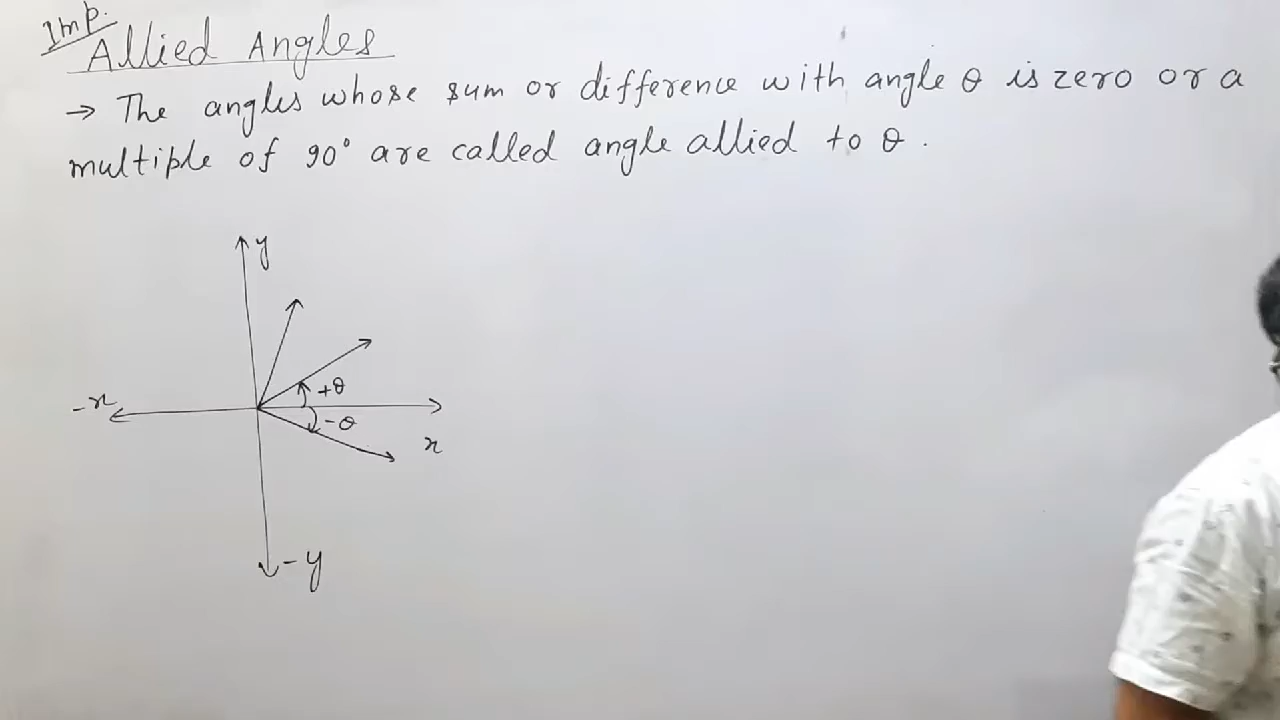 Imp.
Allied Angles
→ The angles whose sum or difference with angle θ is zero or a
multiple of 90° are called angle allied to θ.
y
+θ
-x
-θ
x
-y